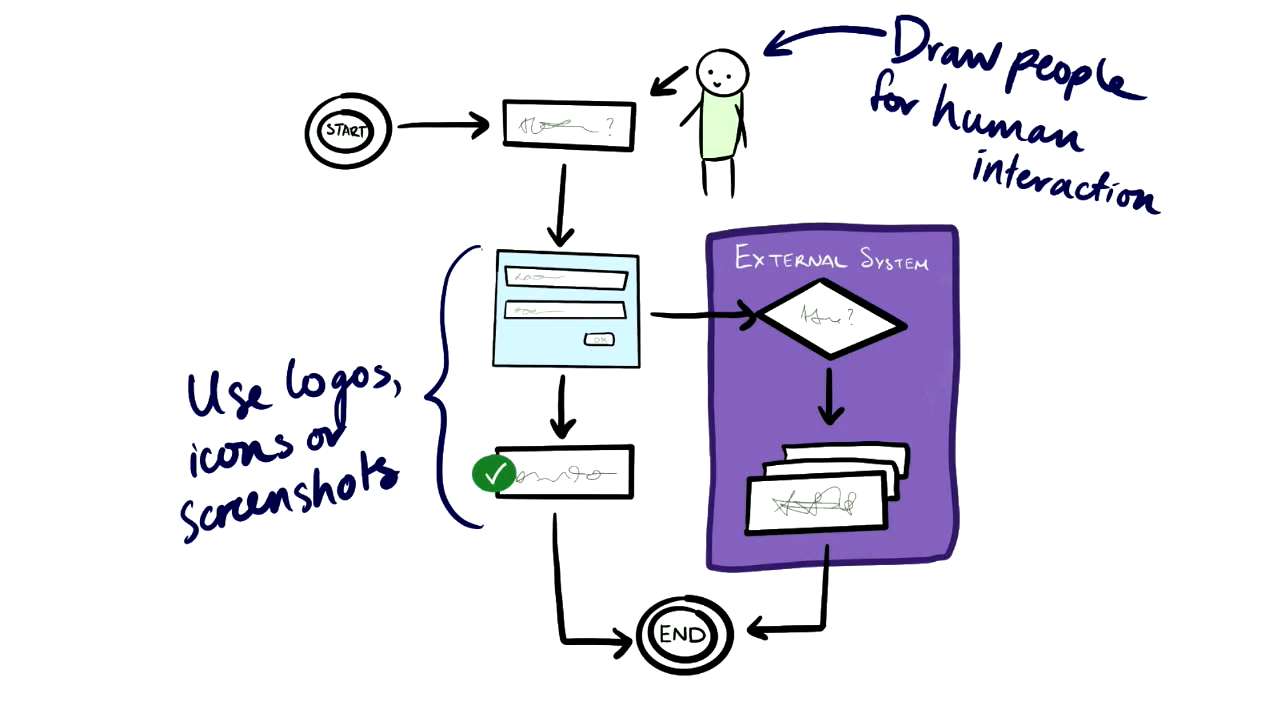 START
?
Draw people
for human
interaction
EXTERNAL SYSTEM
?
OK
Use logos,
icons or
screenshots
END